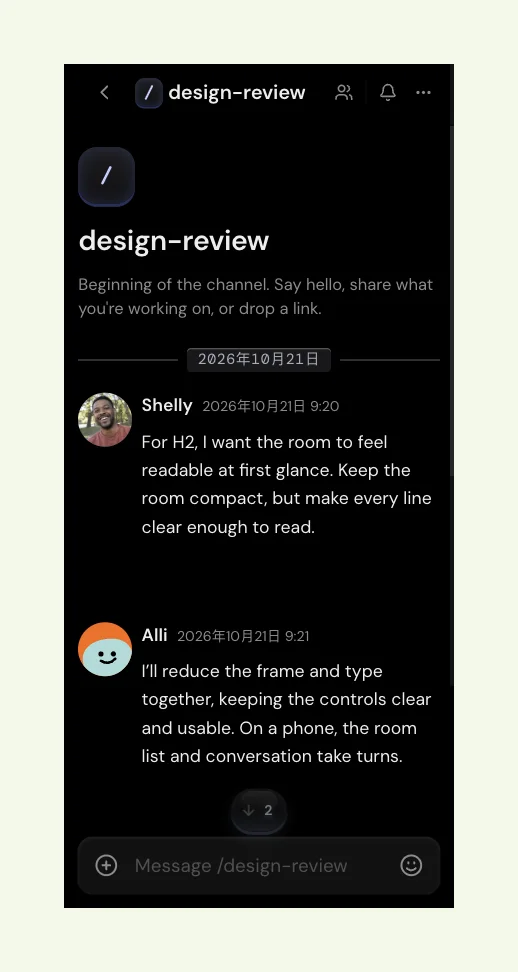 / design-review
/
design-review
Beginning of the channel. Say hello, share what
you're working on, or drop a link.
2026年10月21日
Shelly 2026年10月21日 9:20
For H2, I want the room to feel
readable at first glance. Keep the
room compact, but make every line
clear enough to read.
Alli 2026年10月21日 9:21
I’ll reduce the frame and type
together, keeping the controls clear
and usable. On a phone, the room
list and conversation take turns.
2
Message /design-review